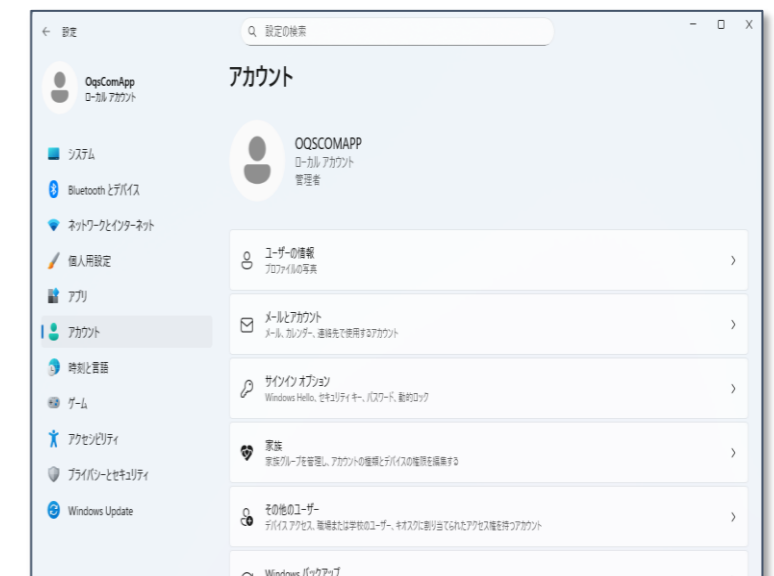 設定
設定の検索
OqsComApp
ローカル アカウント
システム
Bluetooth とデバイス
ネットワークとインターネット
個人用設定
アプリ
アカウント
時刻と言語
ゲーム
アクセシビリティ
プライバシーとセキュリティ
Windows Update
アカウント
OQSCOMAPP
ローカル アカウント
管理者
ユーザーの情報
プロファイルの写真
メールとアカウント
メール、カレンダー、連絡先で使用するアカウント
サインイン オプション
Windows Hello、セキュリティ キー、パスワード、動的ロック
家族
家族グループを管理し、アカウントの種類とデバイスの権限を編集する
その他のユーザー
デバイス アクセス、職場または学校のユーザー、キオスクに割り当てられたアクセス権を持つアカウント
Windows バックアップ